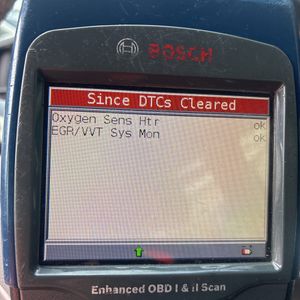 BOSCH
Since DTCs Cleared
Oxygen Sens Htr ok
EGR/VVT Sys Mon ok
Enhanced OBD I & II Scan